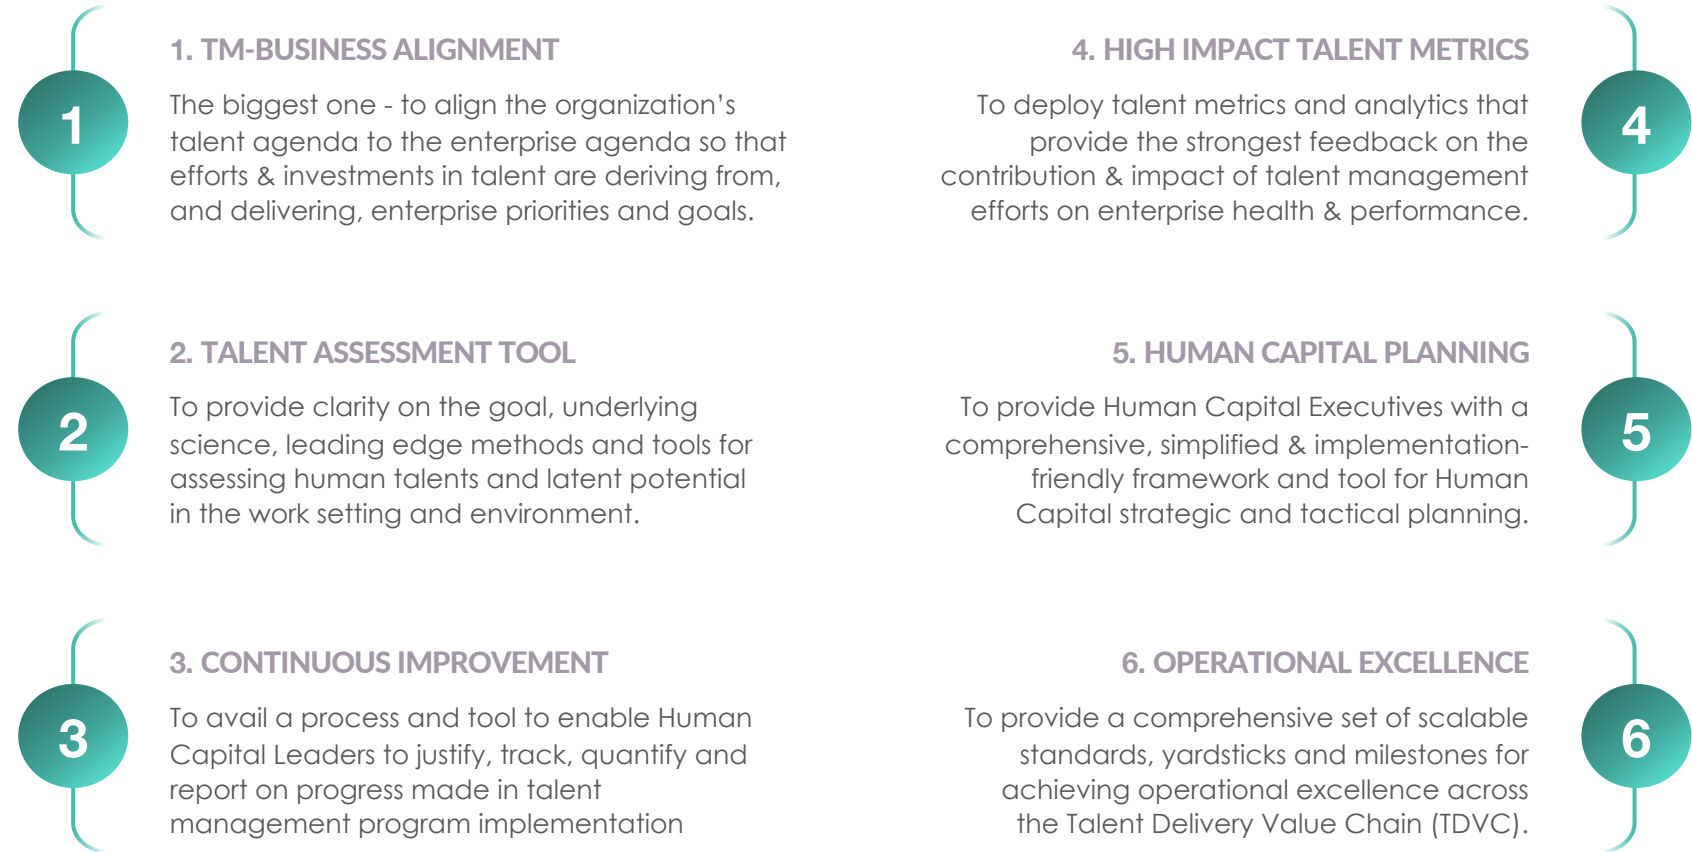 1
1. TM-BUSINESS ALIGNMENT
The biggest one - to align the organization’s
talent agenda to the enterprise agenda so that
efforts & investments in talent are deriving from,
and delivering, enterprise priorities and goals.
2
2. TALENT ASSESSMENT TOOL
To provide clarity on the goal, underlying
science, leading edge methods and tools for
assessing human talents and latent potential
in the work setting and environment.
3
3. CONTINUOUS IMPROVEMENT
To avail a process and tool to enable Human
Capital Leaders to justify, track, quantify and
report on progress made in talent
management program implementation
4. HIGH IMPACT TALENT METRICS
4
To deploy talent metrics and analytics that
provide the strongest feedback on the
contribution & impact of talent management
efforts on enterprise health & performance.
5. HUMAN CAPITAL PLANNING
5
To provide Human Capital Executives with a
comprehensive, simplified & implementation-
friendly framework and tool for Human
Capital strategic and tactical planning.
6. OPERATIONAL EXCELLENCE
6
To provide a comprehensive set of scalable
standards, yardsticks and milestones for
achieving operational excellence across
the Talent Delivery Value Chain (TDVC).